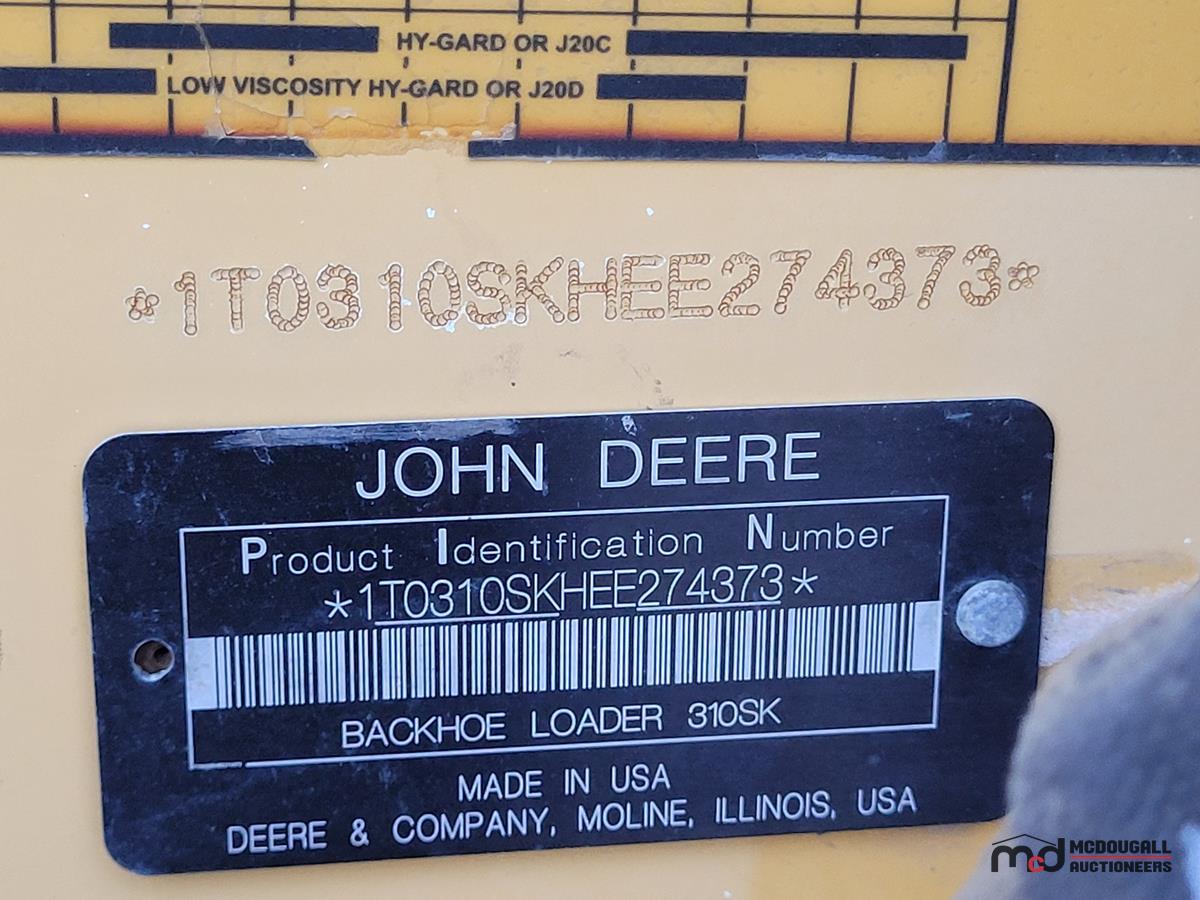 HY-GARD OR J20C
LOW VISCOSITY HY-GARD OR J20D
*1T0310SKHEE274373*
JOHN DEERE
Product Identification Number
*1T0310SKHEE274373*
BACKHOE LOADER 310SK
MADE IN USA
DEERE & COMPANY, MOLINE, ILLINOIS, USA
mcd MCDOUGALL
AUCTIONEERS